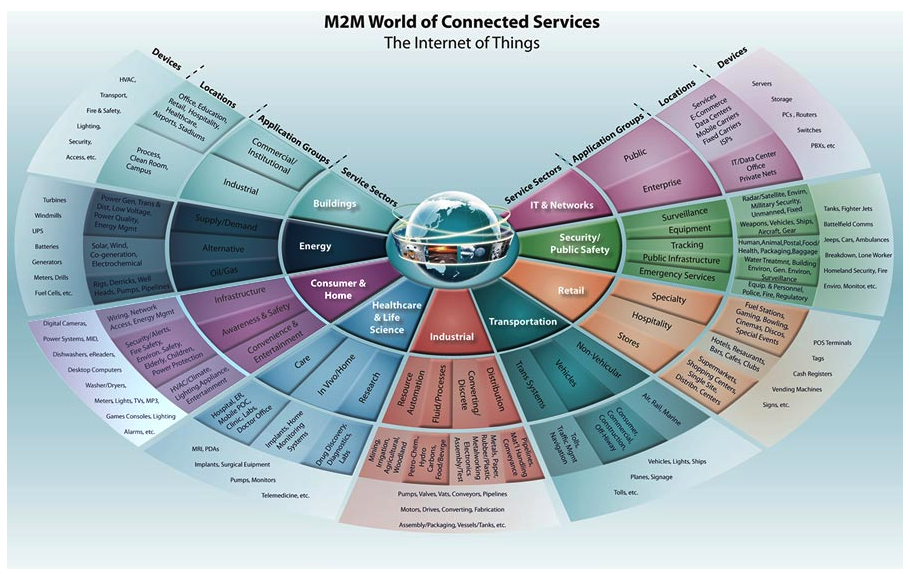 M2M World of Connected Services
The Internet of Things
Devices
Locations
Application Groups
Service Sectors
Service Sectors
Application Groups
Locations
Devices
HVAC,
Transport,
Fire & Safety,
Lighting,
Security,
Access, etc.
Office, Education,
Retail, Hospitality,
Healthcare,
Airports, Stadiums
Process,
Clean Room,
Campus
Commercial/
Institutional
Industrial
Buildings
Turbines
Windmills
UPS
Batteries
Generators
Meters, Drills
Fuel Cells, etc.
Power Gen, Trans &
Dist, Low Voltage,
Power Quality,
Energy Mgmt
Solar, Wind,
Co-generation,
Electrochemical
Rigs, Derricks, Well
Heads, Pumps, Pipelines
Supply/Demand
Alternative
Oil/Gas
Energy
Digital Cameras,
Power Systems, MID,
Dishwashers, eReaders,
Desktop Computers
Washer/Dryers,
Meters, Lights, TVs, MP3,
Games Consoles, Lighting
Alarms, etc.
Wiring, Network
Access, Energy Mgmt
Security/Alerts,
Fire Safety,
Environ. Safety,
Elderly, Children,
Power Protection
HVAC/Climate,
Lighting,Appliance,
Entertainment
Infrastructure
Awareness & Safety
Convenience &
Entertainment
Consumer &
Home
MRI, PDAs
Implants, Surgical Euipment
Pumps, Monitors
Telemedicine, etc.
Hospital, ER,
Mobile POC,
Clinic, Labs,
Doctor Office
Implants, Home
Monitoring
Systems
Drug Discovery,
Diagnostics,
Labs
Care
In Vivo/Home
Research
Healthcare
& Life
Science
Industrial
Resource
Automation
Fluid/Processes
Converting/
Discrete
Distribution
Mining,
Irrigation,
Agricultural,
Woodland
Petro-Chem,
Hydro
Carbons,
Food/Beverge
Metals, Paper,
Rubber/Plastic
Metalworking
Electronics
Assembly/Test
Pipelines,
Mat'l Handling
Conveyance
Pumps, Valves, Vats, Conveyors, Pipelines
Motors, Drives, Converting, Fabrication
Assembly/Packaging, Vessels/Tanks, etc.
Transportation
Trans Systems
Vehicles
Non-Vehicular
Tolls,
Traffic Mgmt
Navigation
Consumer,
Commercial,
Construction,
Off-Hiway
Air, Rail, Marine
Vehicles, Lights, Ships
Planes, Signage
Tolls, etc.
Retail
Specialty
Hospitality
Stores
Fuel Stations,
Gaming, Bowling,
Cinemas, Discos,
Special Events
Hotels, Resaurants,
Bars, Cafes, Clubs
Supermarkets,
Shopping Centers,
Single Site,
Distribn. Centers
POS Terminals
Tags
Cash Registers
Vending Machines
Signs, etc.
Security/
Public Safety
Surveillance
Equipment
Tracking
Public Infrastructure
Emergency Services
Radar/Satellite, Envirn,
Military Security,
Unmanned, Fixed
Weapons, Vehicles, Ships,
Aircraft, Gear
Human,Animal,Postal,Food/
Health, Packaging,Baggage
Water Treatmnt, Building
Environ, Gen. Environ,
Surveillance
Equip. & Personnel,
Police, Fire, Regulatory
Tanks, Fighter Jets
Battelfield Comms
Jeeps, Cars, Ambulances
Breakdown, Lone Worker
Homeland Security, Fire
Enviro. Monitor, etc.
IT & Networks
Public
Enterprise
Services
E-Commerce
Data Centers
Mobile Carriers
Fixed Carriers
ISPs
IT/Data Center
Office
Private Nets
Servers
Storage
PCs, Routers
Switches
PBXs, etc